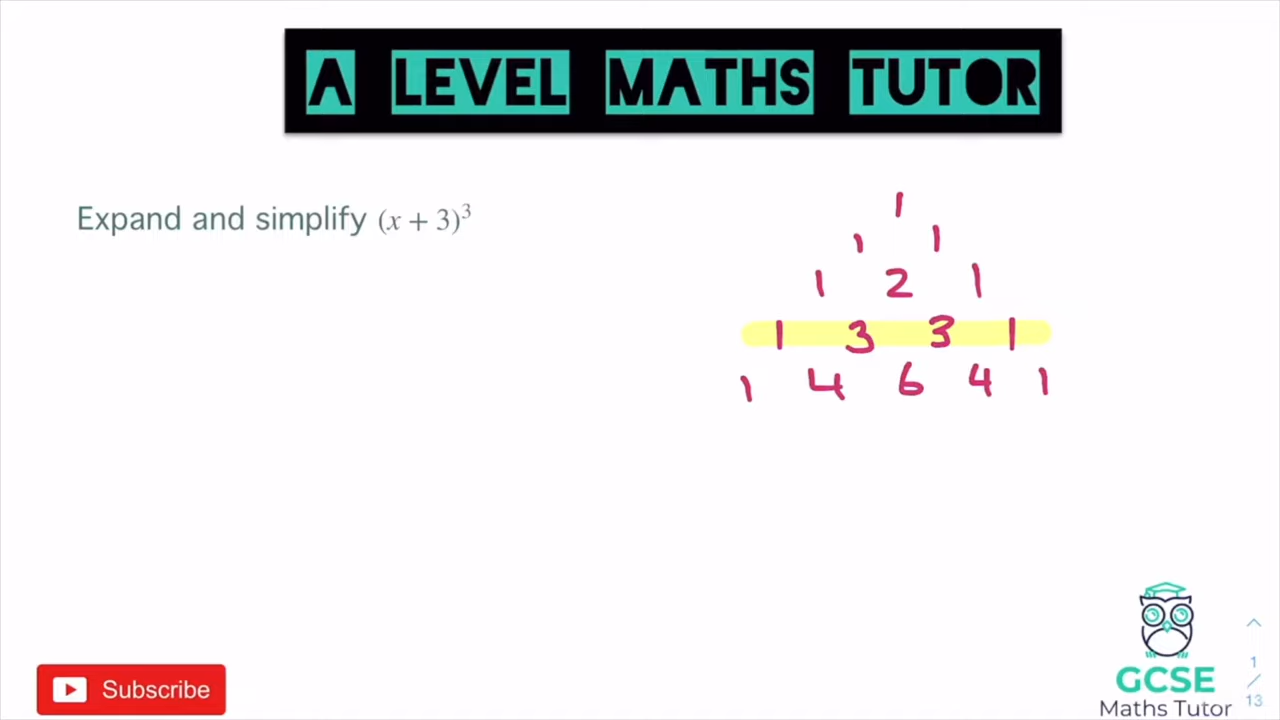 A LEVEL MATHS TUTOR
Expand and simplify (x + 3)³
1
1 1
1 2 1
1 3 3 1
1 4 6 4 1
Subscribe
GCSE
Maths Tutor
1
/
13